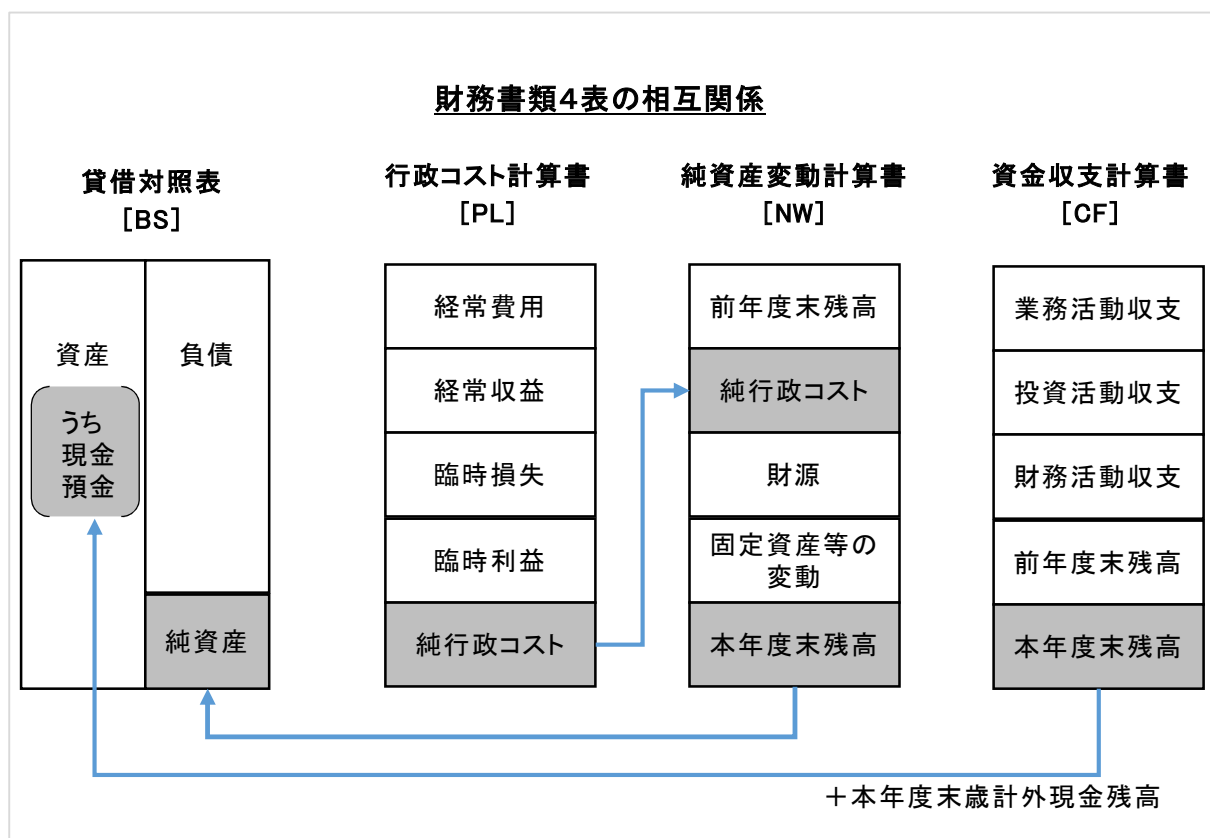 財務書類4表の相互関係
貸借対照表
[BS]
資産
うち
現金
預金
負債
純資産
行政コスト計算書
[PL]
経常費用
経常収益
臨時損失
臨時利益
純行政コスト
純資産変動計算書
[NW]
前年度末残高
純行政コスト
財源
固定資産等の
変動
本年度末残高
資金収支計算書
[CF]
業務活動収支
投資活動収支
財務活動収支
前年度末残高
本年度末残高
＋本年度末歳計外現金残高